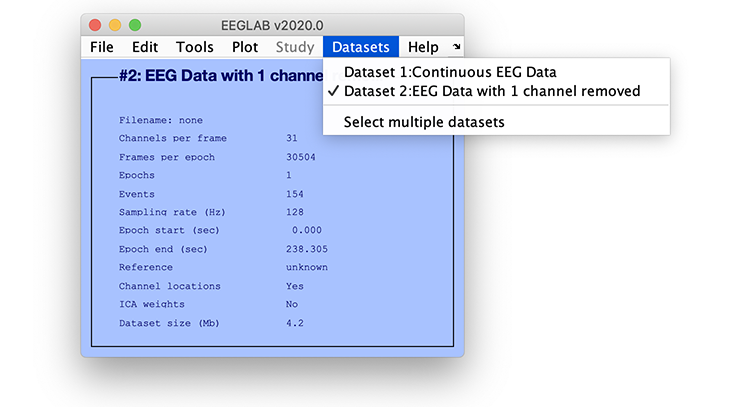 EEGLAB v2020.0
File Edit Tools Plot Study Datasets Help
#2: EEG Data with 1 channel
Dataset 1:Continuous EEG Data
✓ Dataset 2:EEG Data with 1 channel removed
Select multiple datasets
Filename: none
Channels per frame 31
Frames per epoch 30504
Epochs 1
Events 154
Sampling rate (Hz) 128
Epoch start (sec) 0.000
Epoch end (sec) 238.305
Reference unknown
Channel locations Yes
ICA weights No
Dataset size (Mb) 4.2